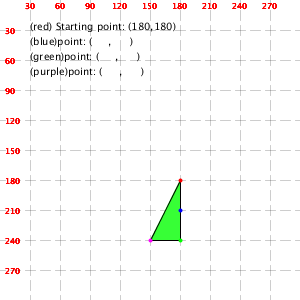 30 60 90 120 150 180 210 240 270
(red) Starting point: (180,180)
(blue)point: ( , )
(green)point: ( , )
(purple)point: ( , )
30
60
90
120
150
180
210
240
270